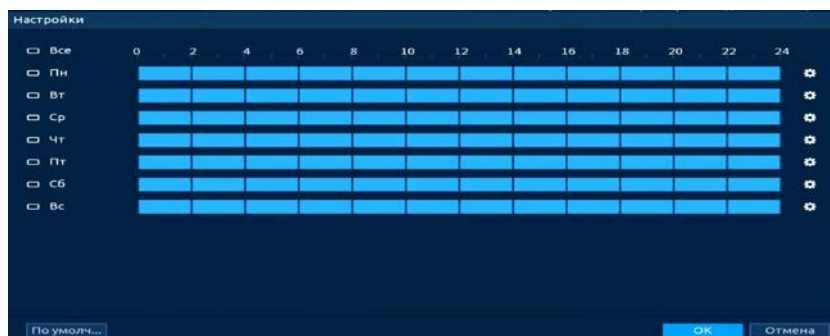 Настройки
Все 0 2 4 6 8 10 12 14 16 18 20 22 24
Пн
Вт
Ср
Чт
Пт
Сб
Вс
По умолч... OK Отмена